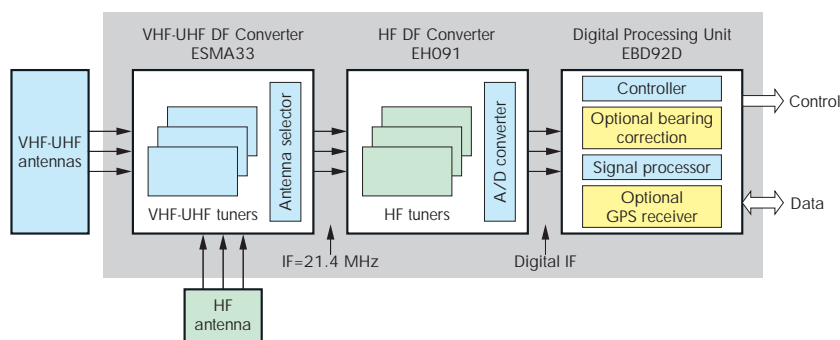 VHF-UHF DF Converter
ESMA33
HF DF Converter
EH091
Digital Processing Unit
EBD92D
VHF-UHF
antennas
VHF-UHF tuners
Antenna selector
HF tuners
A/D converter
Controller
Optional bearing
correction
Signal processor
Optional
GPS receiver
Control
Data
IF=21.4 MHz
Digital IF
HF
antenna